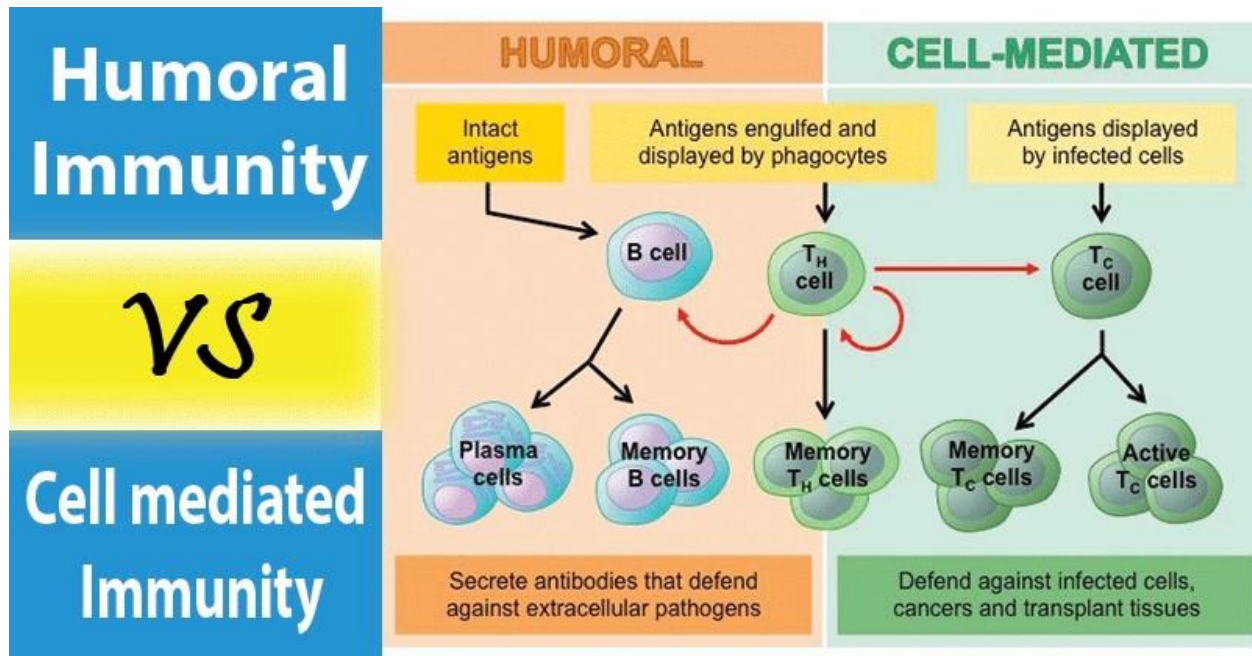 Humoral
Immunity
VS
Cell mediated
Immunity
HUMORAL
CELL-MEDIATED
Intact
antigens
Antigens engulfed and
displayed by phagocytes
Antigens displayed
by infected cells
B cell
TH
cell
TC
cell
Plasma
cells
Memory
B cells
Memory
TH cells
Memory
TC cells
Active
TC cells
Secrete antibodies that defend
against extracellular pathogens
Defend against infected cells,
cancers and transplant tissues